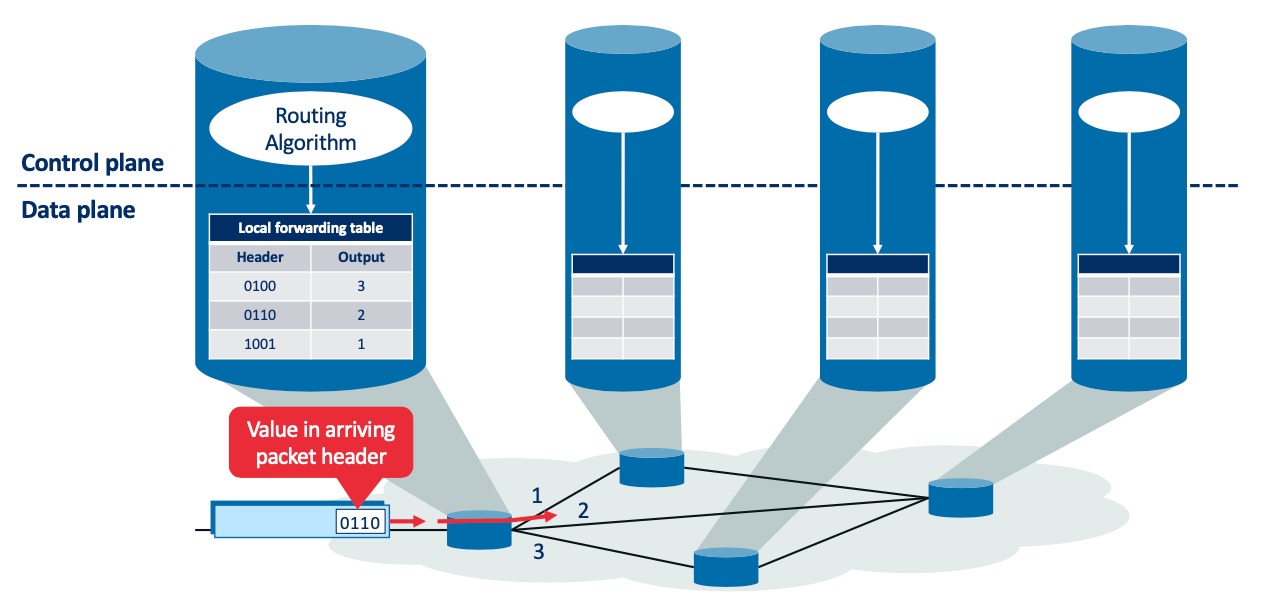 Routing
Algorithm
Control plane
Data plane
Local forwarding table
Header Output
0100 3
0110 2
1001 1
Value in arriving
packet header
0110
1
2
3